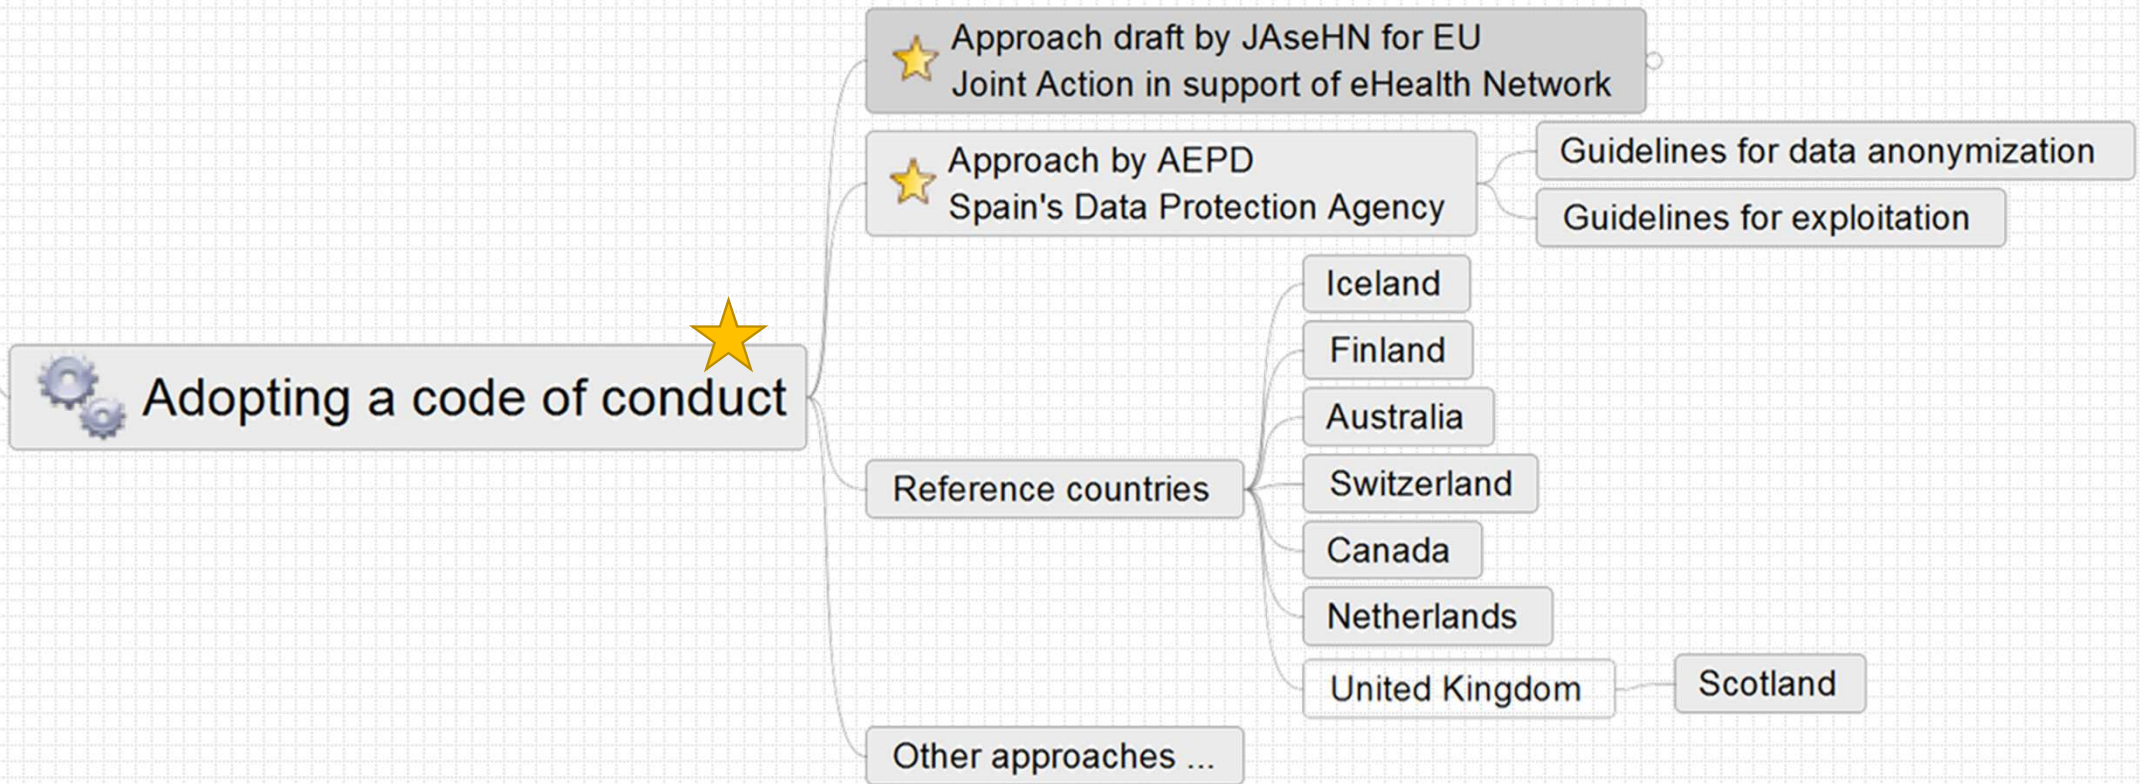 Adopting a code of conduct
Approach draft by JAseHN for EU
Joint Action in support of eHealth Network
Approach by AEPD
Spain's Data Protection Agency
Guidelines for data anonymization
Guidelines for exploitation
Reference countries
Iceland
Finland
Australia
Switzerland
Canada
Netherlands
United Kingdom
Scotland
Other approaches ...